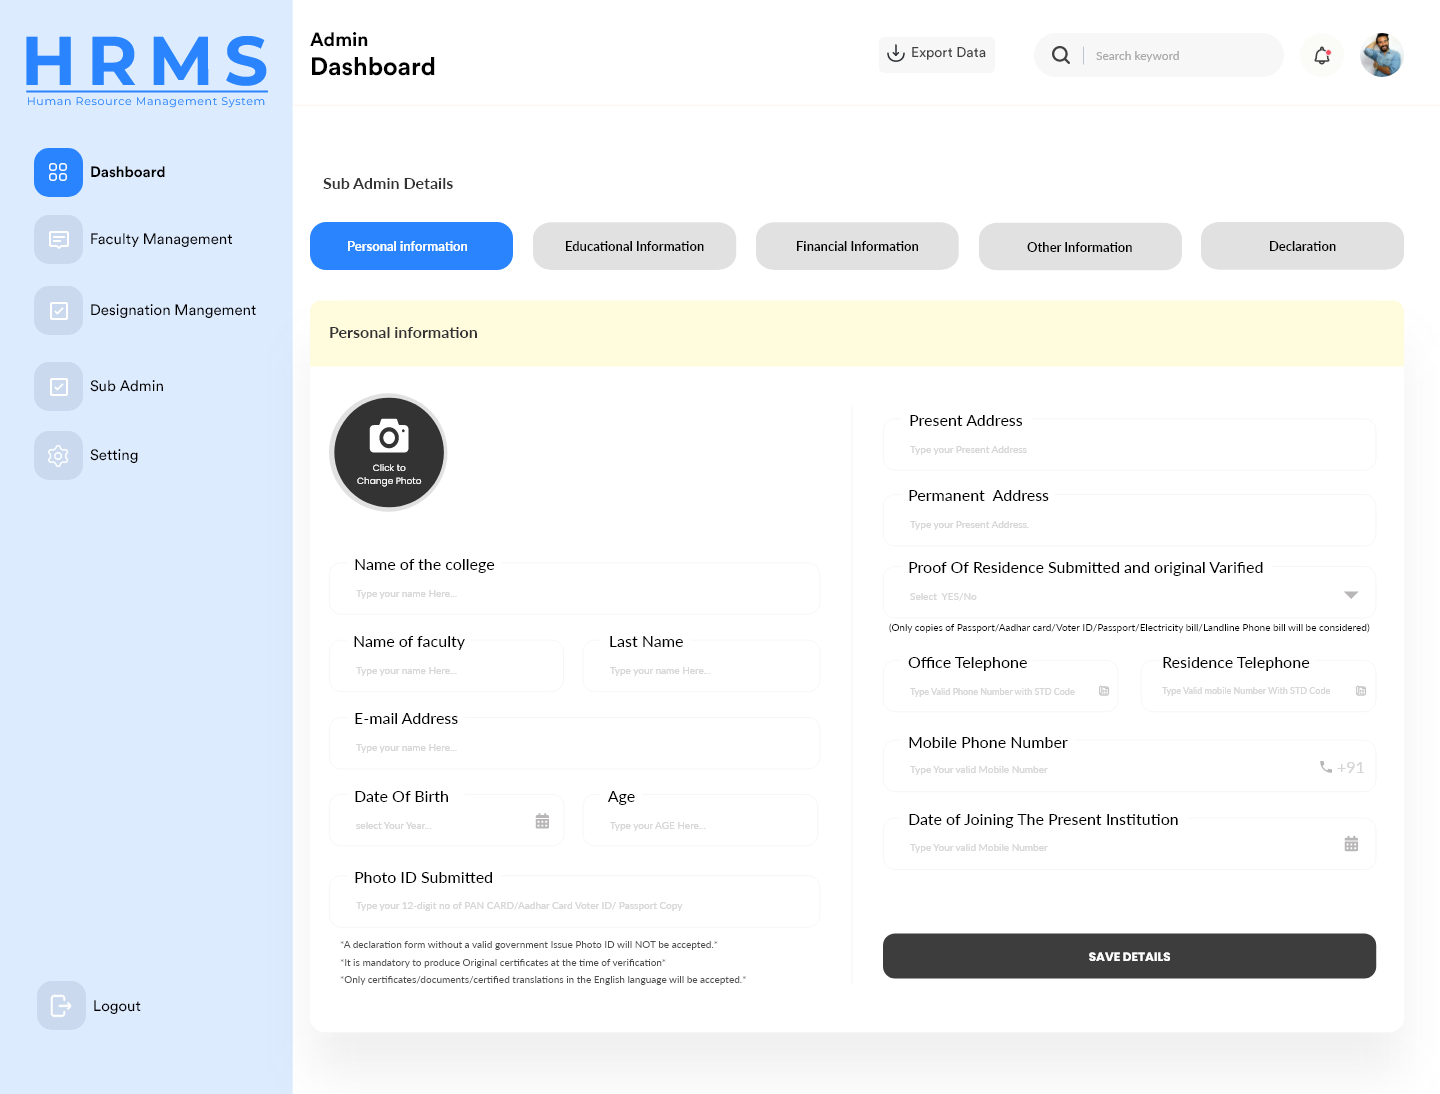 HRMS
Human Resource Management System
Dashboard
Faculty Management
Designation Mangement
Sub Admin
Setting
Logout
Admin
Dashboard
Export Data
Search keyword
Sub Admin Details
Personal information
Educational Information
Financial Information
Other Information
Declaration
Personal information
Click to
Change Photo
Name of the college
Type your name Here...
Name of faculty
Type your name Here...
Last Name
Type your name Here...
E-mail Address
Type your name Here...
Date Of Birth
select Your Year...
Age
Type your AGE Here...
Photo ID Submitted
Type your 12-digit no of PAN CARD/Aadhar Card Voter ID/ Passport Copy
*A declaration form without a valid government Issue Photo ID will NOT be accepted.*
*It is mandatory to produce Original certificates at the time of verification*
*Only certificates/documents/certified translations in the English language will be accepted.*
Present Address
Type your Present Address
Permanent  Address
Type your Present Address.
Proof Of Residence Submitted and original Varified
Select  YES/No
(Only copies of Passport/Aadhar card/Voter ID/Passport/Electricity bill/Landline Phone bill will be considered)
Office Telephone
Type Valid Phone Number with STD Code
Residence Telephone
Type Valid mobile Number With STD Code
Mobile Phone Number
Type Your valid Mobile Number
+91
Date of Joining The Present Institution
Type Your valid Mobile Number
SAVE DETAILS